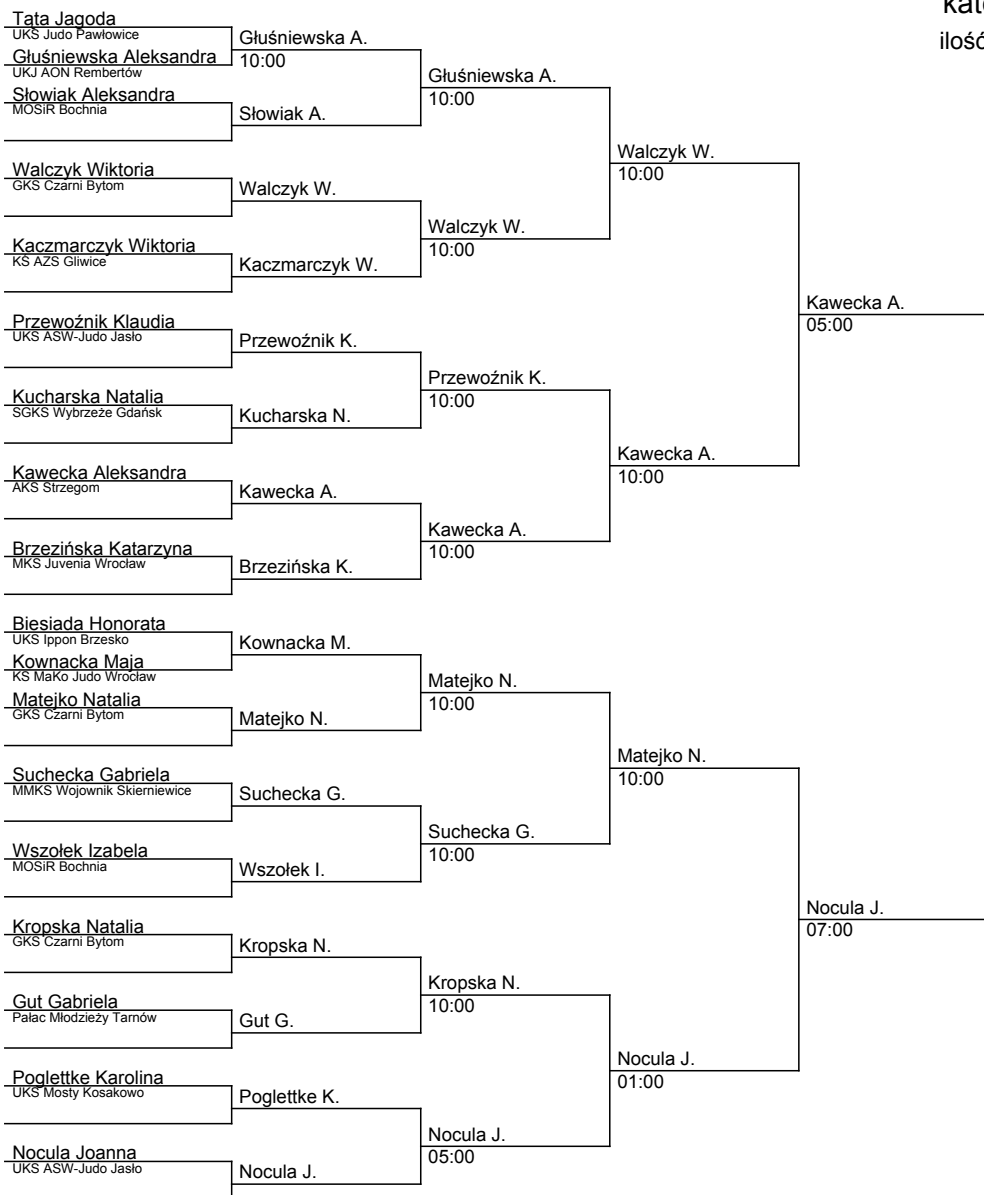 kate
ilość
Tąta Jagoda
UKS Judo Pawłowice
Głuśniewska A.
10:00
Głuśniewska Aleksandra
UKJ AON Rembertów
Głuśniewska A.
10:00
Słowiak Aleksandra
MOSiR Bochnia
Słowiak A.
Walczyk W.
10:00
Walczyk Wiktoria
GKS Czarni Bytom
Walczyk W.
Walczyk W.
10:00
Kaczmarczyk Wiktoria
KŚ AZS Gliwice
Kaczmarczyk W.
Kawecka A.
05:00
Przewoźnik Klaudia
UKS ASW-Judo Jasło
Przewoźnik K.
Przewoźnik K.
10:00
Kucharska Natalia
SGKS Wybrzeże Gdańsk
Kucharska N.
Kawecka A.
10:00
Kawecka Aleksandra
AKS Strzegom
Kawecka A.
Kawecka A.
10:00
Brzezińska Katarzyna
MKS Juvenia Wrocław
Brzezińska K.
Biesiada Honorata
UKS Ippon Brzesko
Kownacka M.
Kownacka Maja
KS MaKo Judo Wrocław
Matejko N.
10:00
Matejko Natalia
GKS Czarni Bytom
Matejko N.
Matejko N.
10:00
Suchecka Gabriela
MMKS Wojownik Skierniewice
Suchecka G.
Suchecka G.
10:00
Wszołek Izabela
MOSiR Bochnia
Wszołek I.
Nocula J.
07:00
Kropska Natalia
GKS Czarni Bytom
Kropska N.
Kropska N.
10:00
Gut Gabriela
Pałac Młodzieży Tarnów
Gut G.
Nocula J.
01:00
Poglettke Karolina
UKS Mosty Kosakowo
Poglettke K.
Nocula J.
05:00
Nocula Joanna
UKS ASW-Judo Jasło
Nocula J.